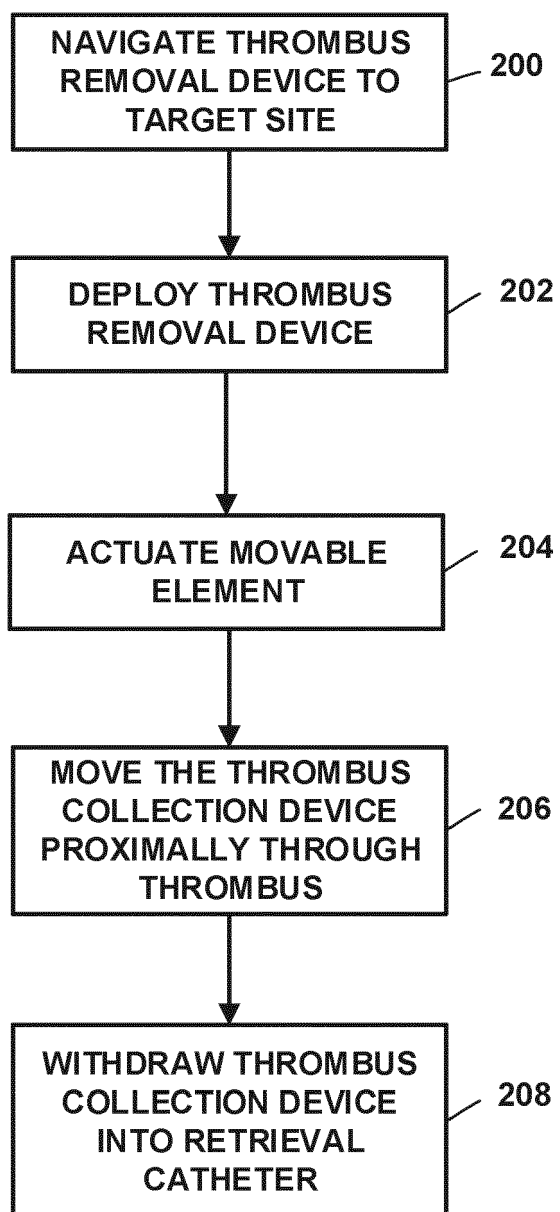 NAVIGATE THROMBUS
REMOVAL DEVICE TO
TARGET SITE
200
DEPLOY THROMBUS
REMOVAL DEVICE
202
ACTUATE MOVABLE
ELEMENT
204
MOVE THE THROMBUS
COLLECTION DEVICE
PROXIMALLY THROUGH
THROMBUS
206
WITHDRAW THROMBUS
COLLECTION DEVICE
INTO RETRIEVAL
CATHETER
208